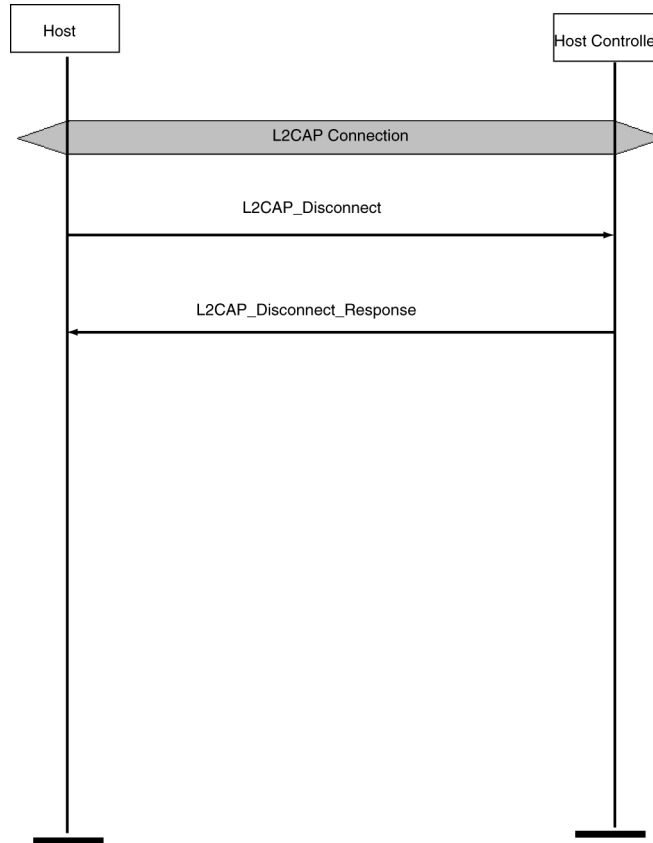 Host
Host Controlle
L2CAP Connection
L2CAP_Disconnect
L2CAP_Disconnect_Response